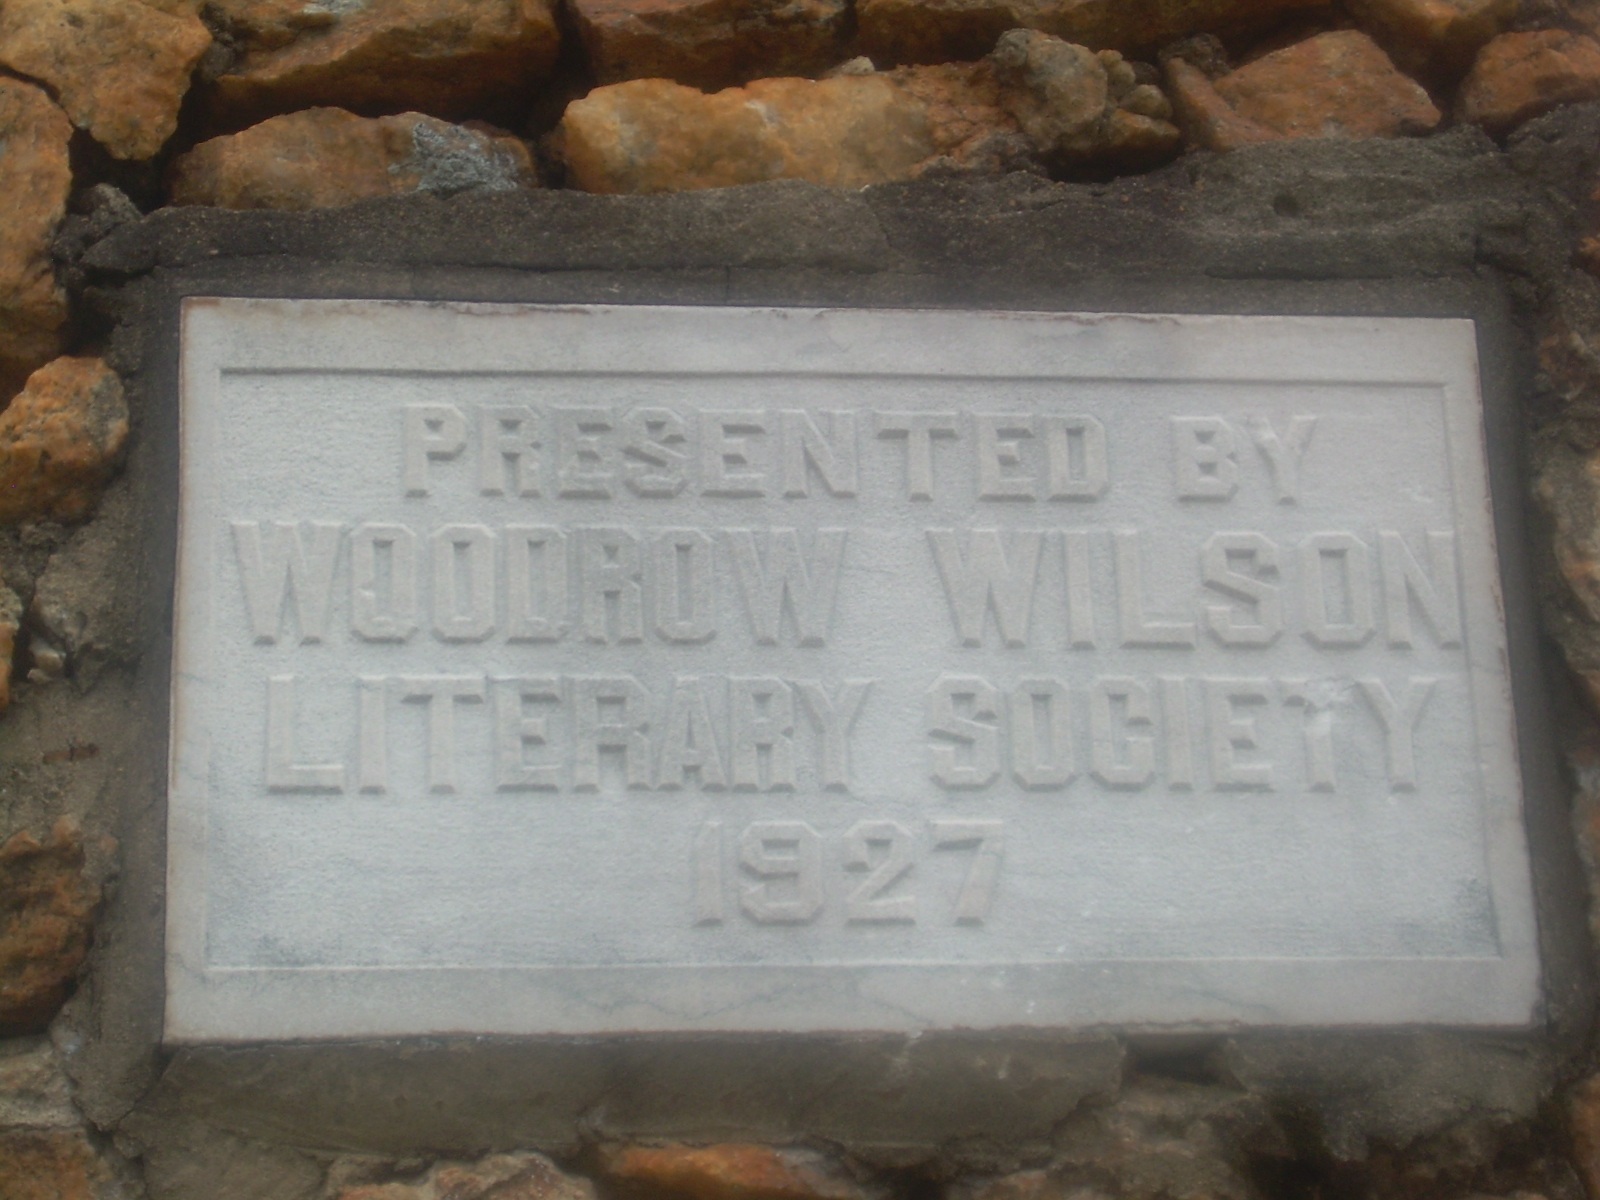 PRESENTED BY
WOODROW WILSON
LITERARY SOCIETY
1927